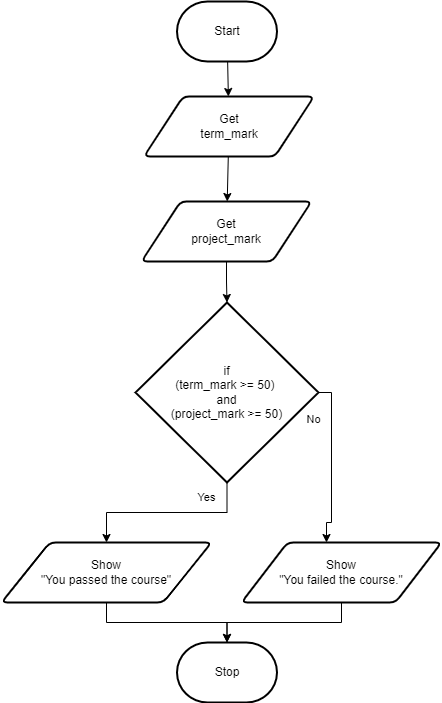 Start
Get
term_mark
Get
project_mark
if
(term_mark >= 50)
and
(project_mark >= 50)
No
Yes
Show
"You passed the course"
Show
"You failed the course."
Stop